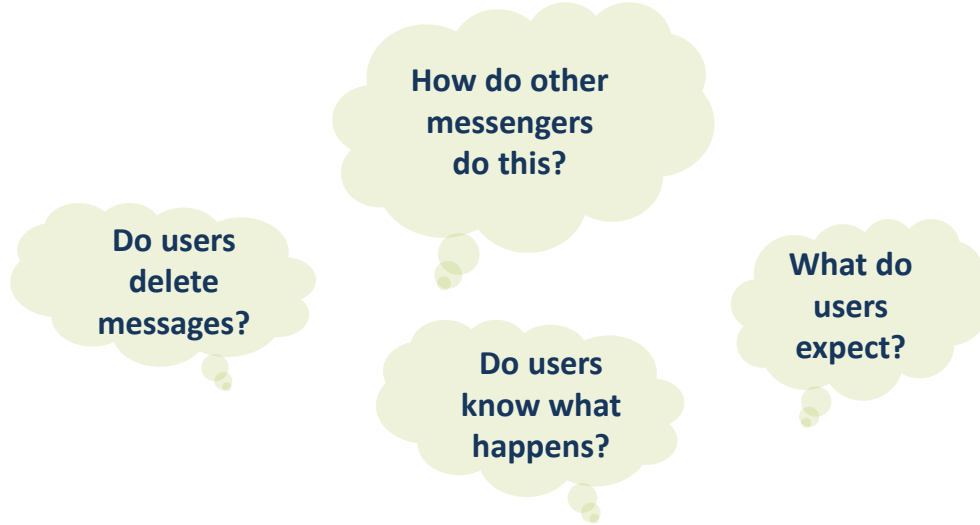 How do other
messengers
do this?
Do users
delete
messages?
What do
users
expect?
Do users
know what
happens?